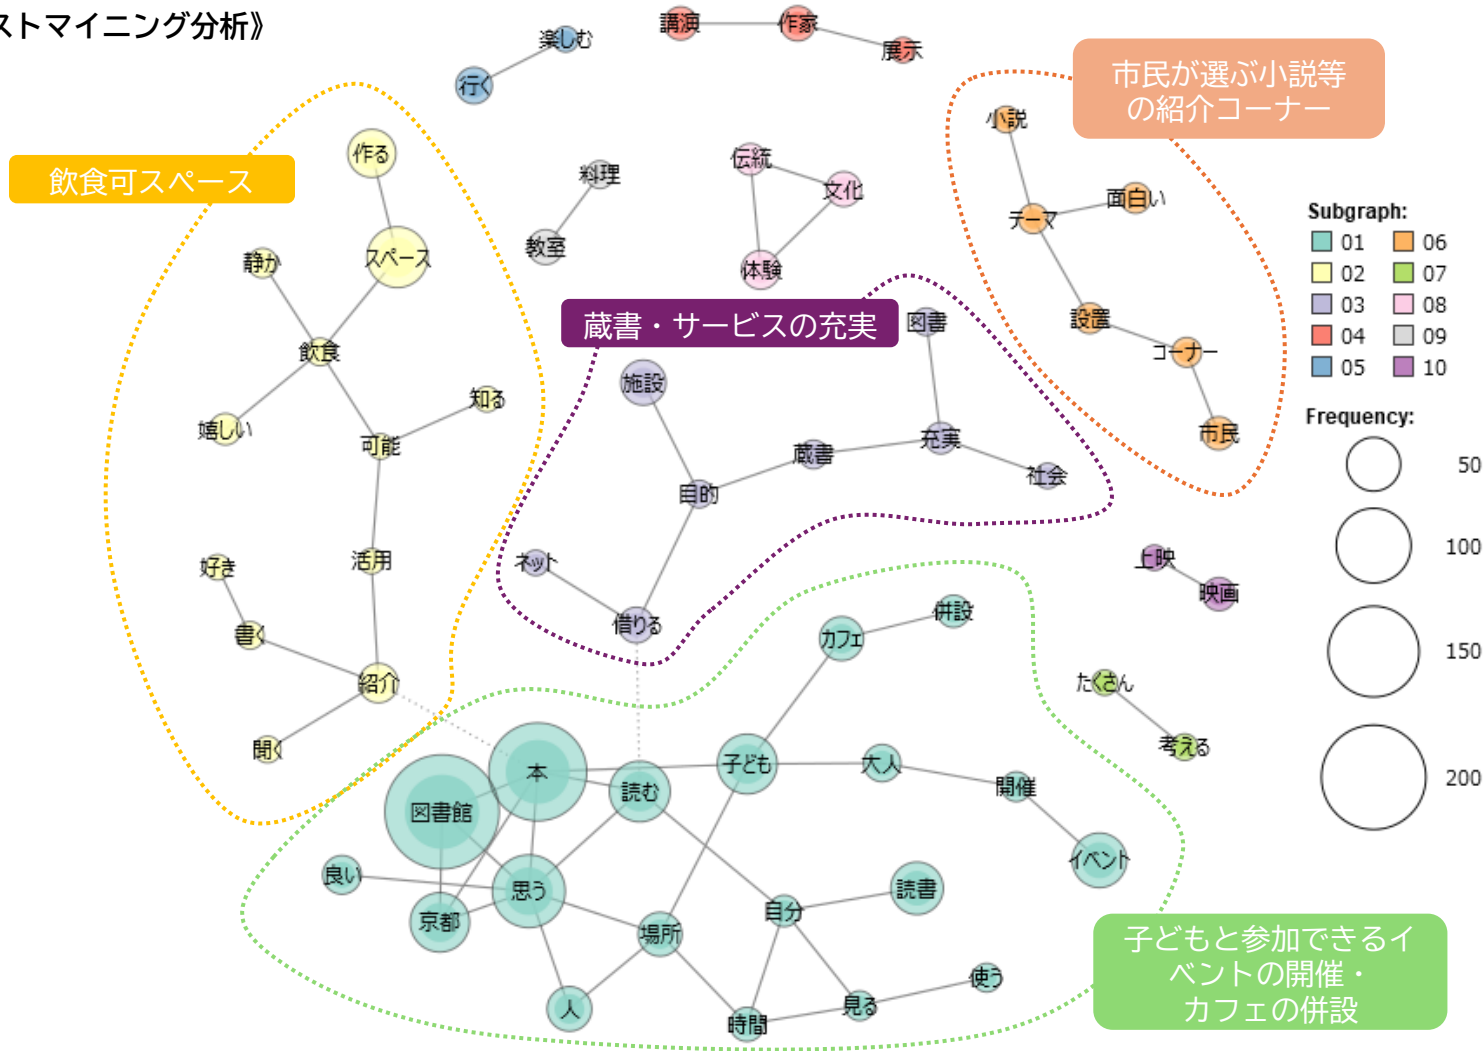 ストマイニング分析》
楽しむ
行く
講演
作家
展示
市民が選ぶ小説等
の紹介コーナー
飲食可スペース
作る
スペース
静か
飲食
嬉しい
知る
可能
活用
好き
書く
紹介
聞く
料理
教室
伝統
文化
体験
小説
テーマ
面白い
設置
コーナー
市民
蔵書・サービスの充実
図書
施設
蔵書
充実
社会
目的
ネット
借りる
上映
映画
たくさん
考える
併設
カフェ
本
図書館
読む
子ども
大人
開催
イベント
良い
思う
京都
場所
自分
読書
人
時間
見る
使う
子どもと参加できるイ
ベントの開催・
カフェの併設
Subgraph:
01 06
02 07
03 08
04 09
05 10
Frequency:
50
100
150
200